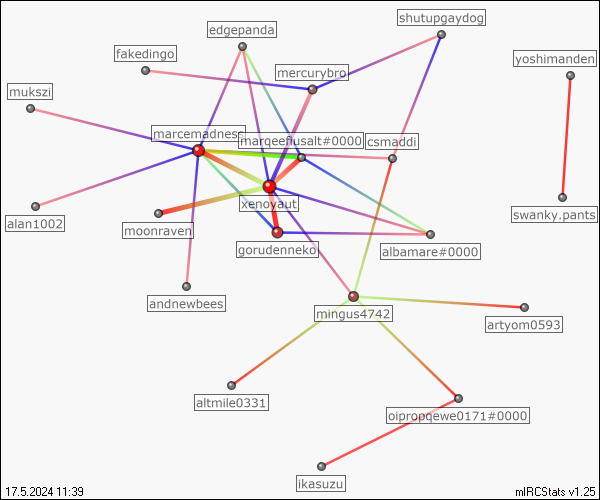 shutupgaydog
edgepanda
fakedingo
yoshimanden
mercurybro
mukszi
marcemadness
marqeeflusalt#0000
csmaddi
xenoyaut
swanky.pants
alan1002
moonraven
gorudenneko
albamare#0000
andnewbees
mingus4742
artyom0593
altmile0331
oipropqewe0171#0000
ikasuzu
17.5.2024 11:39
mIRCStats v1.25